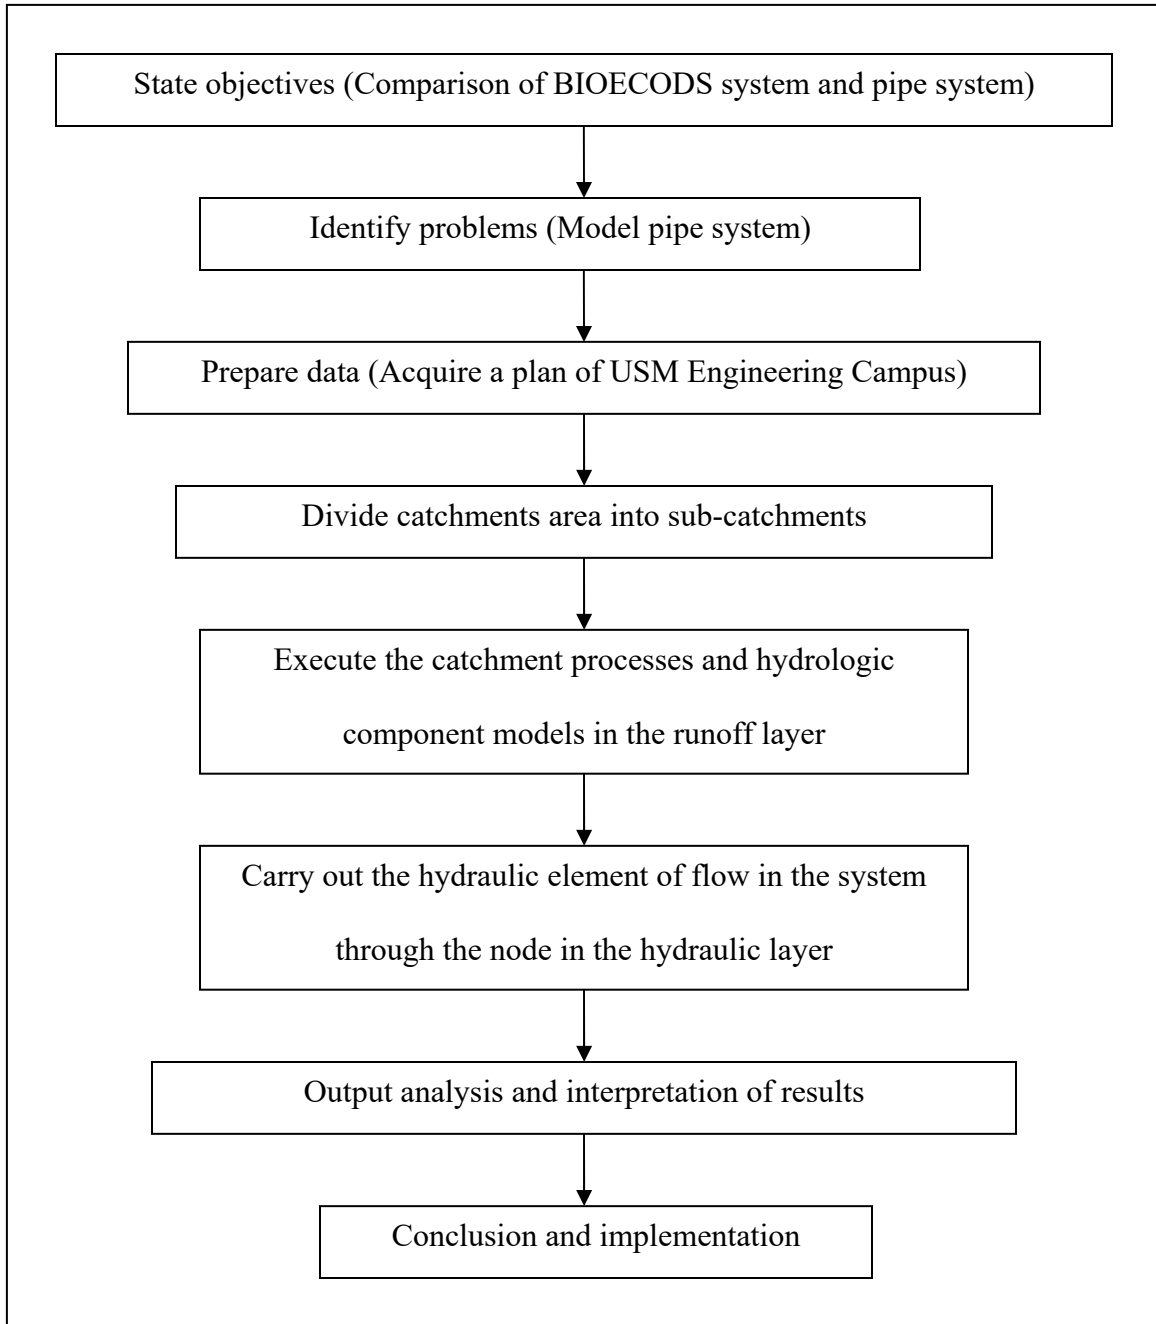 State objectives (Comparison of BIOECODS system and pipe system)
Identify problems (Model pipe system)
Prepare data (Acquire a plan of USM Engineering Campus)
Divide catchments area into sub-catchments
Execute the catchment processes and hydrologic
component models in the runoff layer
Carry out the hydraulic element of flow in the system
through the node in the hydraulic layer
Output analysis and interpretation of results
Conclusion and implementation